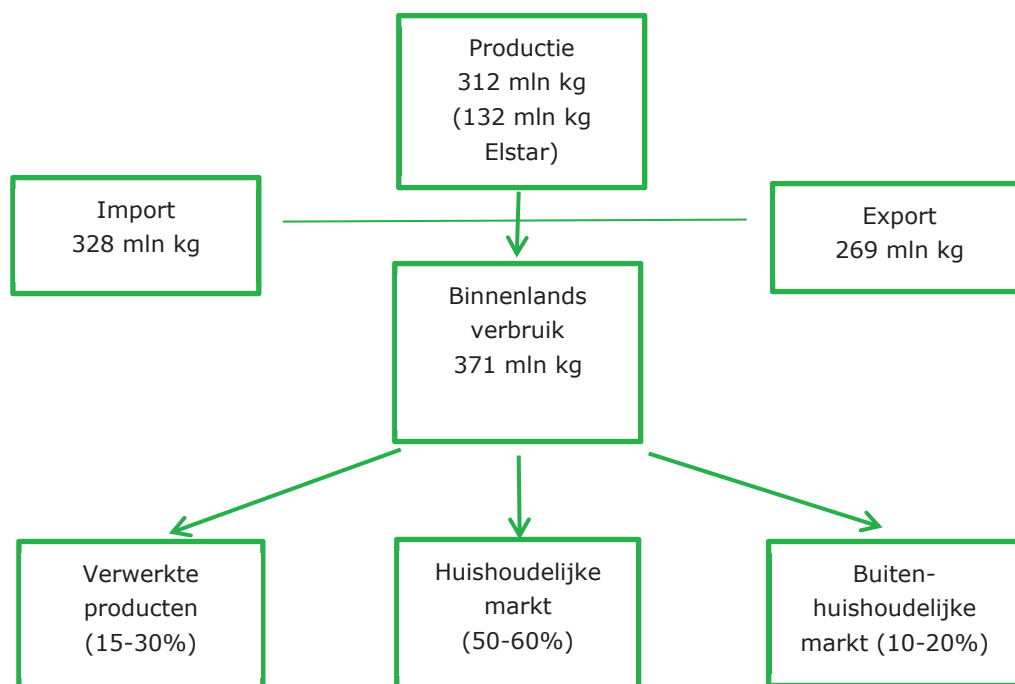 Productie
312 mln kg
(132 mln kg
Elstar)
Import
328 mln kg
Export
269 mln kg
Binnenlands
verbruik
371 mln kg
Verwerkte
producten
(15-30%)
Huishoudelijke
markt
(50-60%)
Buiten-
huishoudelijke
markt (10-20%)